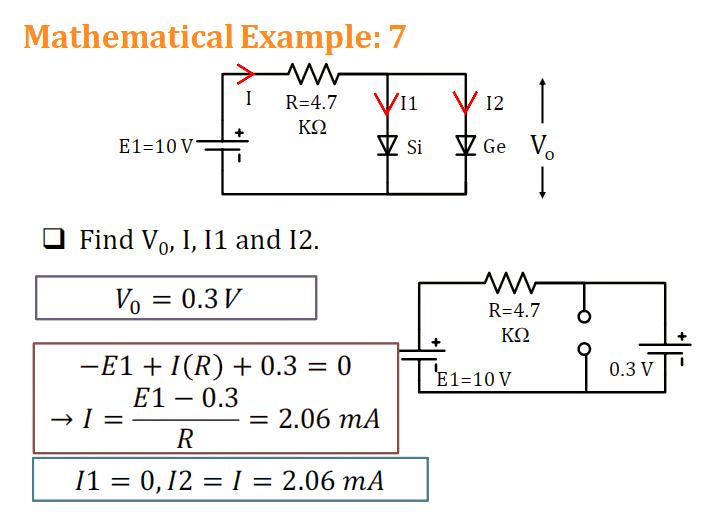 Mathematical Example: 7
I
R=4.7
KΩ
I1
I2
E1=10 V
+
-
Si
Ge
V₀
❑ Find V₀, I, I1 and I2.
V₀ = 0.3 V
−E1 + I(R) + 0.3 = 0
→ I = (E1 − 0.3)/R = 2.06 mA
I1 = 0, I2 = I = 2.06 mA
R=4.7
KΩ
+
-
E1=10 V
0.3 V
+
-